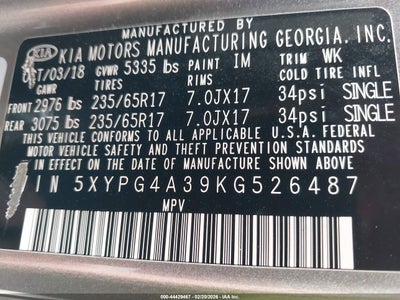 MANUFACTURED BY
KIA KIA MOTORS MANUFACTURING GEORGIA, INC.
OCT/03/18 GVWR 5335 lbs PAINT IM TRIM WK
GAWR TIRES RIMS COLD TIRE INFL
FRONT 2976 lbs 235/65R17 7.0JX17 34psi SINGLE
REAR 3075 lbs 235/65R17 7.0JX17 34psi SINGLE
THIS VEHICLE CONFORMS TO ALL APPLICABLE U.S.A. FEDERAL
MOTOR VEHICLE SAFETY AND THEFT PREVENTION STANDARDS
IN EFFECT ON THE DATE OF MANUFACTURE SHOWN ABOVE
IN 5XYPG4A39KG526487
MPV
000-44429467 - 02/20/2026 - IAA Inc.